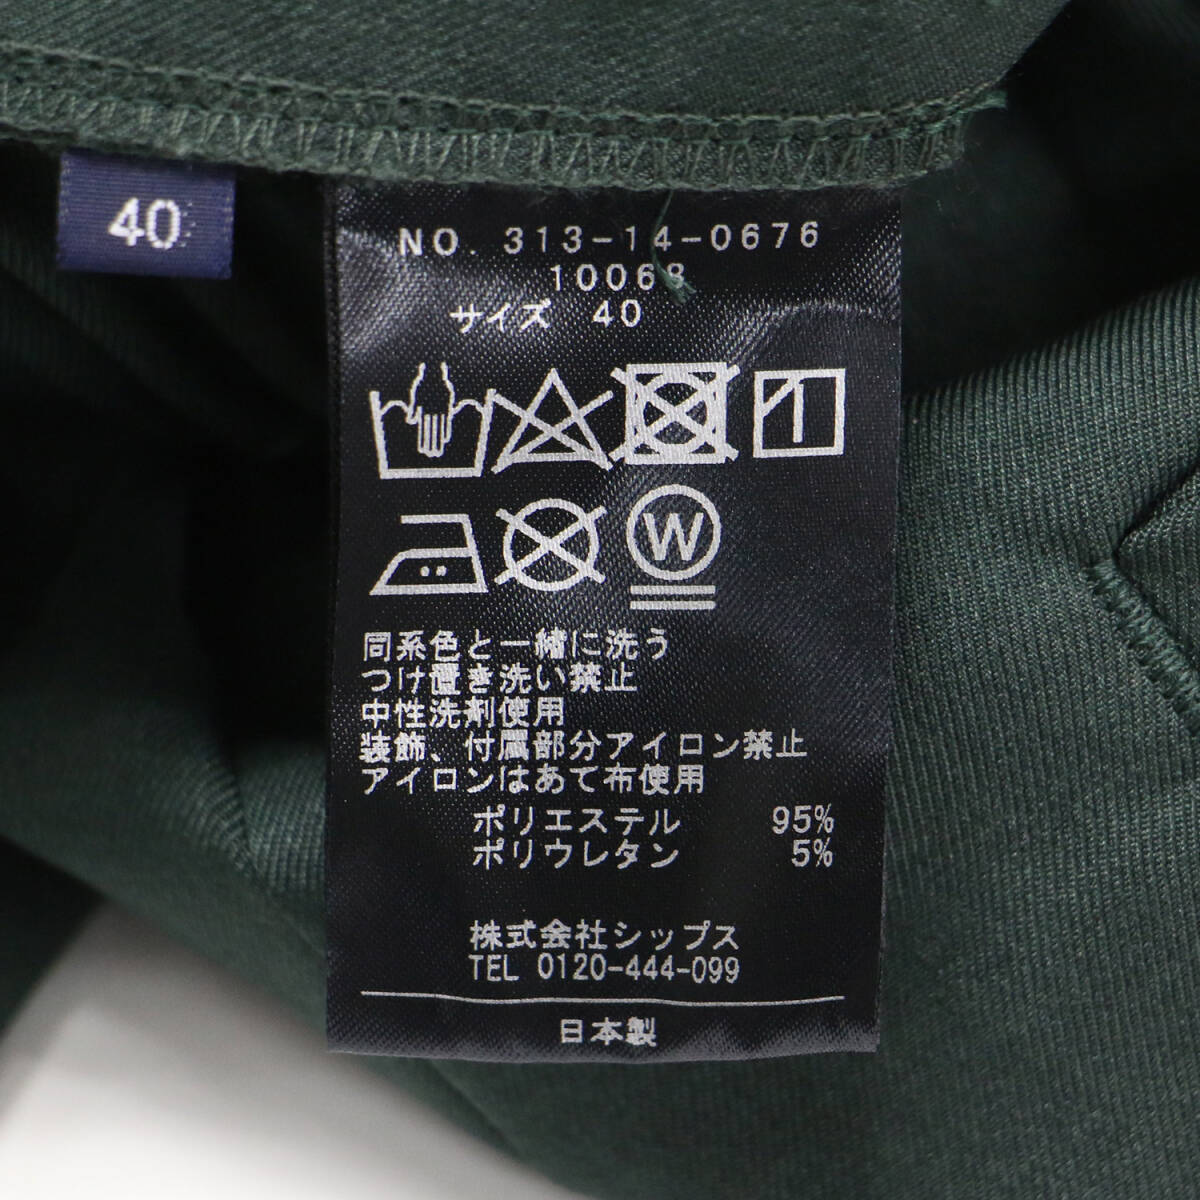 40
NO. 313-14-0676
10068
サイズ 40
W
同系色と一緒に洗う
つけ置き洗い禁止
中性洗剤使用
装飾、付属部分アイロン禁止
アイロンはあて布使用
ポリエステル 95%
ポリウレタン 5%
株式会社シップス
TEL 0120-444-099
日本製